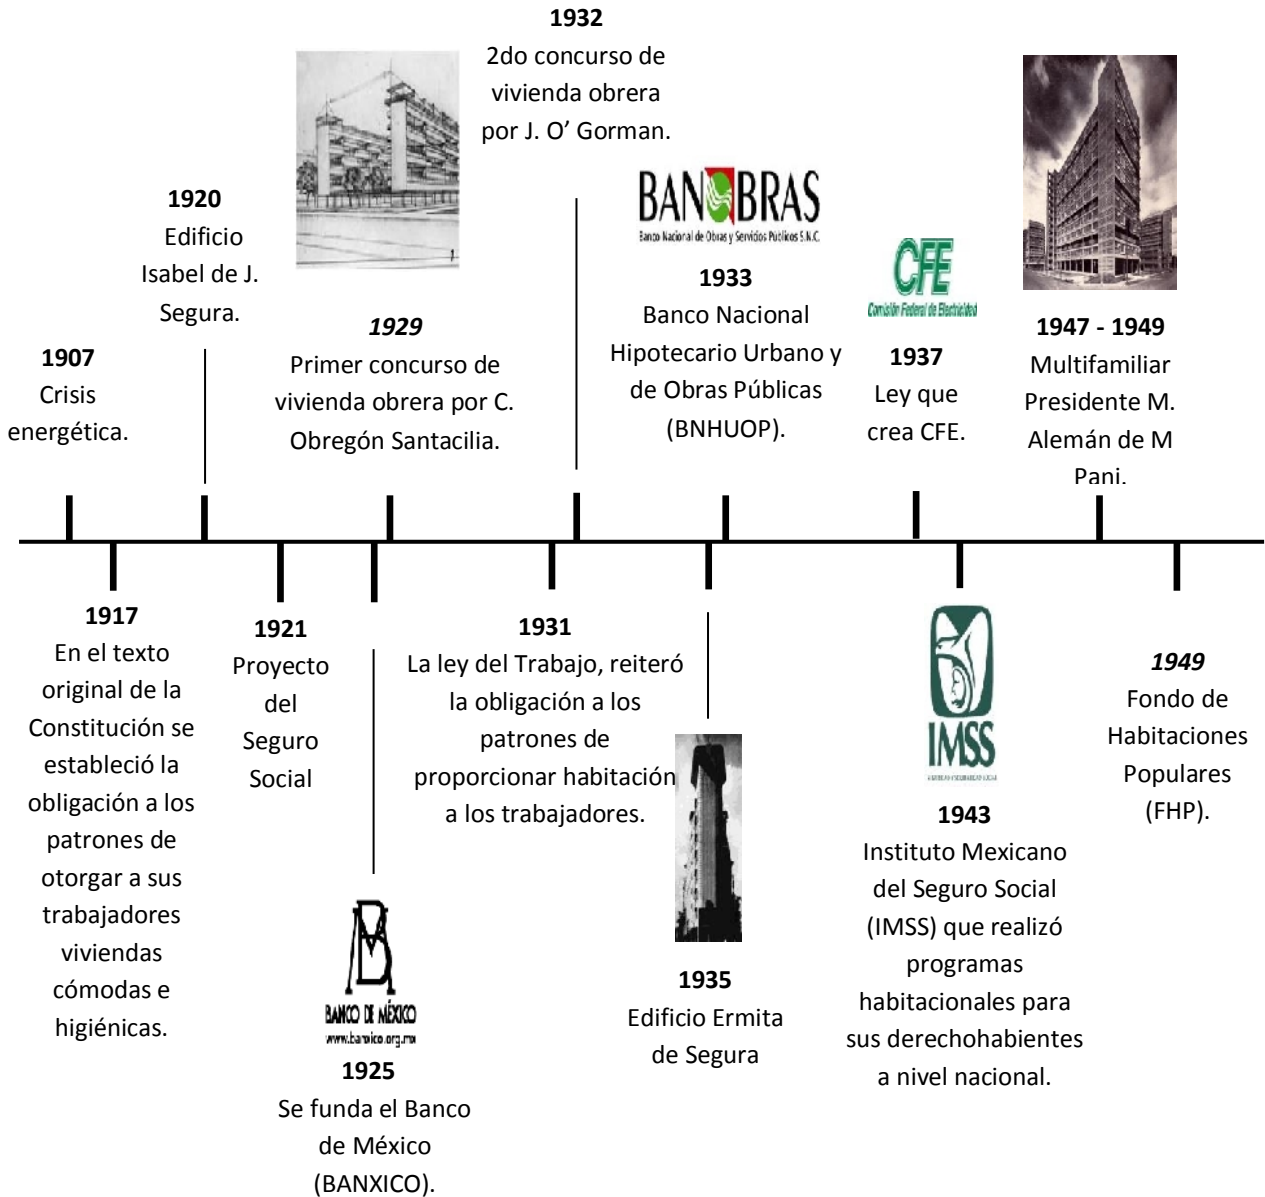 1932
2do concurso de
vivienda obrera
por J. O’ Gorman.
1920
Edificio
Isabel de J.
Segura.
BANOBRAS
Banco Nacional de Obras y Servicios Públicos S.N.C.
CFE
Comisión Federal de Electricidad
1907
Crisis
energética.
1929
Primer concurso de
vivienda obrera por C.
Obregón Santacilia.
1933
Banco Nacional
Hipotecario Urbano y
de Obras Públicas
(BNHUOP).
1937
Ley que
crea CFE.
1947 - 1949
Multifamiliar
Presidente M.
Alemán de M
Pani.
1917
En el texto
original de la
Constitución se
estableció la
obligación a los
patrones de
otorgar a sus
trabajadores
viviendas
cómodas e
higiénicas.
1921
Proyecto
del
Seguro
Social
BANCO DE MÉXICO
www.banxico.org.mx
1925
Se funda el Banco
de México
(BANXICO).
1931
La ley del Trabajo, reiteró
la obligación a los
patrones de
proporcionar habitación
a los trabajadores.
1935
Edificio Ermita
de Segura
IMSS
1943
Instituto Mexicano
del Seguro Social
(IMSS) que realizó
programas
habitacionales para
sus derechohabientes
a nivel nacional.
1949
Fondo de
Habitaciones
Populares
(FHP).